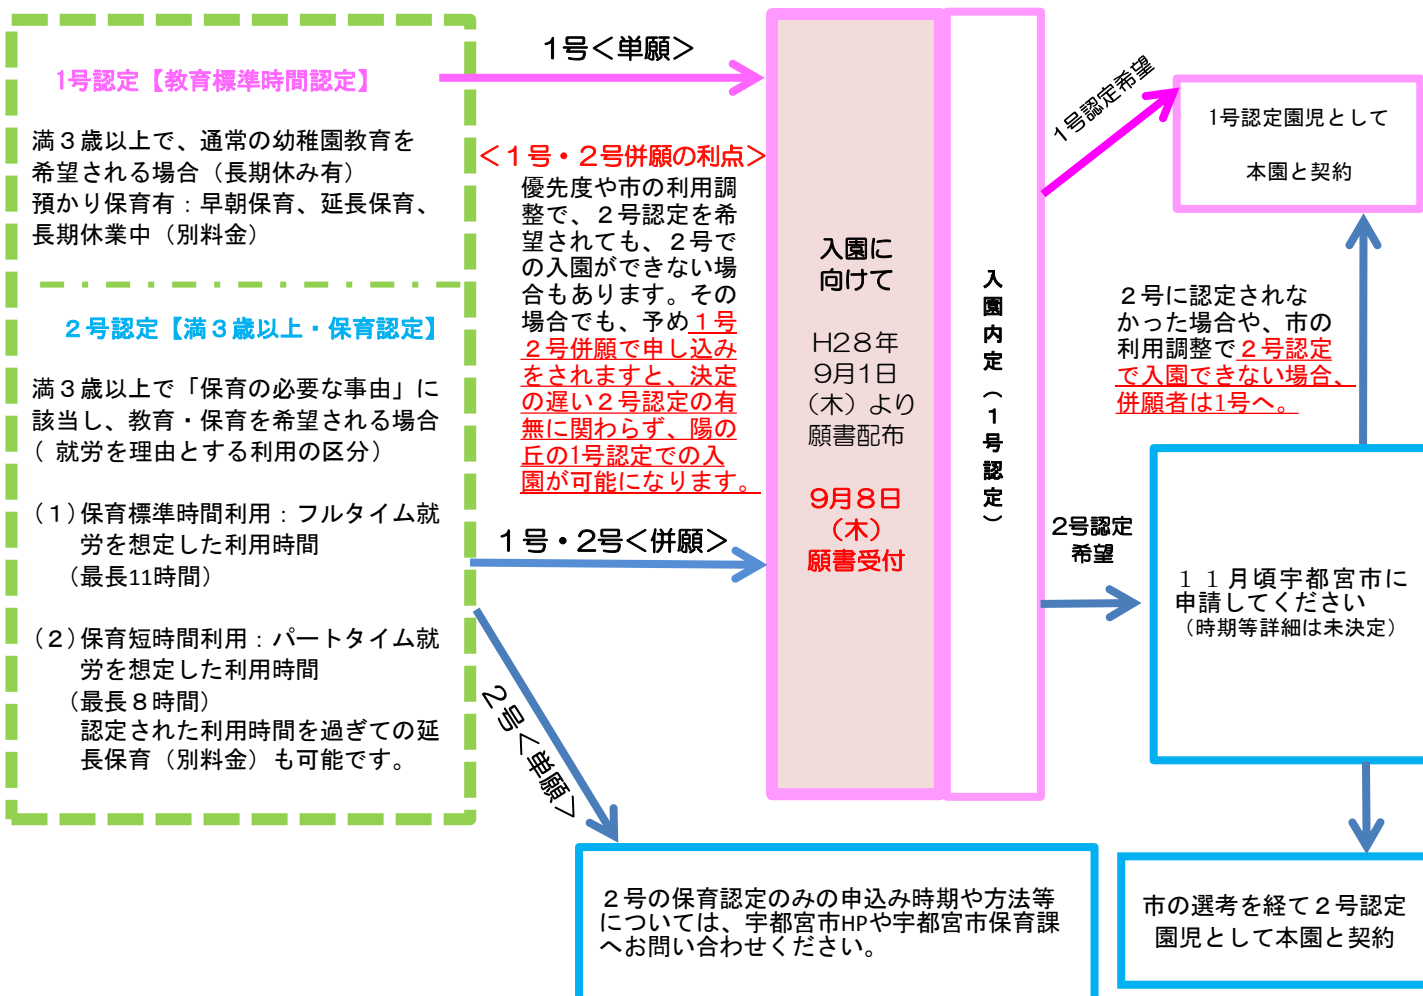 1号認定【教育標準時間認定】
満３歳以上で、通常の幼稚園教育を
希望される場合（長期休み有）
預かり保育有：早朝保育、延長保育、
長期休業中（別料金）
２号認定【満３歳以上・保育認定】
満３歳以上で「保育の必要な事由」に
該当し、教育・保育を希望される場合
（ 就労を理由とする利用の区分）
（１）保育標準時間利用：フルタイム就
労を想定した利用時間
（最長11時間）
（２）保育短時間利用：パートタイム就
労を想定した利用時間
（最長８時間）
認定された利用時間を過ぎての延
長保育（別料金）も可能です。
１号＜単願＞
＜１号・２号併願の利点＞
優先度や市の利用調
整で、２号認定を希
望されても、２号で
の入園ができない場
合もあります。その
場合でも、予め１号
２号併願で申し込み
をされますと、決定
の遅い２号認定の有
無に関わらず、陽の
丘の1号認定での入
園が可能になります。
１号・２号＜併願＞
２号＜単願＞
入園に
向けて
H２８年
９月１日
（木）より
願書配布
９月８日
（木）
願書受付
入園内定（１号認定）
１号認定希望
1号認定園児として
本園と契約
２号に認定されな
かった場合や、市の
利用調整で２号認定
で入園できない場合、
併願者は1号へ。
２号認定
希望
１１月頃宇都宮市に
申請してください
（時期等詳細は未決定）
２号の保育認定のみの申込み時期や方法等
については、宇都宮市HPや宇都宮市保育課
へお問い合わせください。
市の選考を経て２号認定
園児として本園と契約